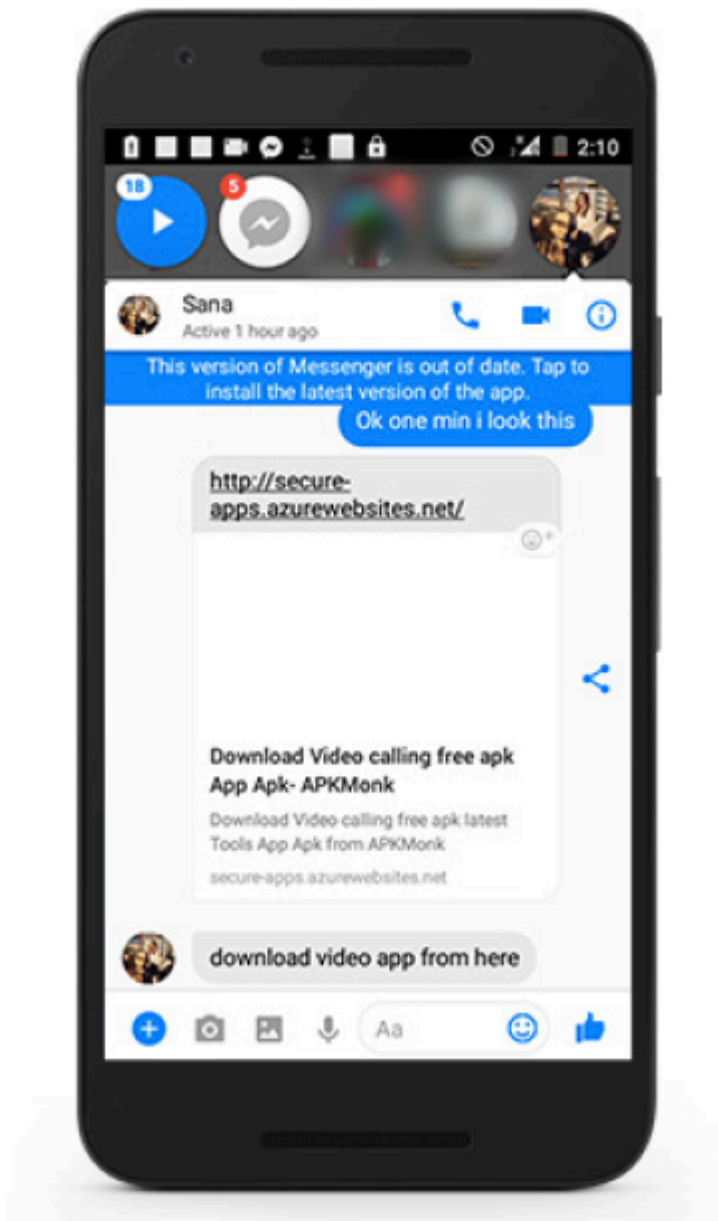 2:10
18
5
Sana
Active 1 hour ago
This version of Messenger is out of date. Tap to
install the latest version of the app.
Ok one min i look this
http://secure-
apps.azurewebsites.net/
Download Video calling free apk
App Apk- APKMonk
Download Video calling free apk latest
Tools App Apk from APKMonk
secure-apps.azurewebsites.net
download video app from here
Aa